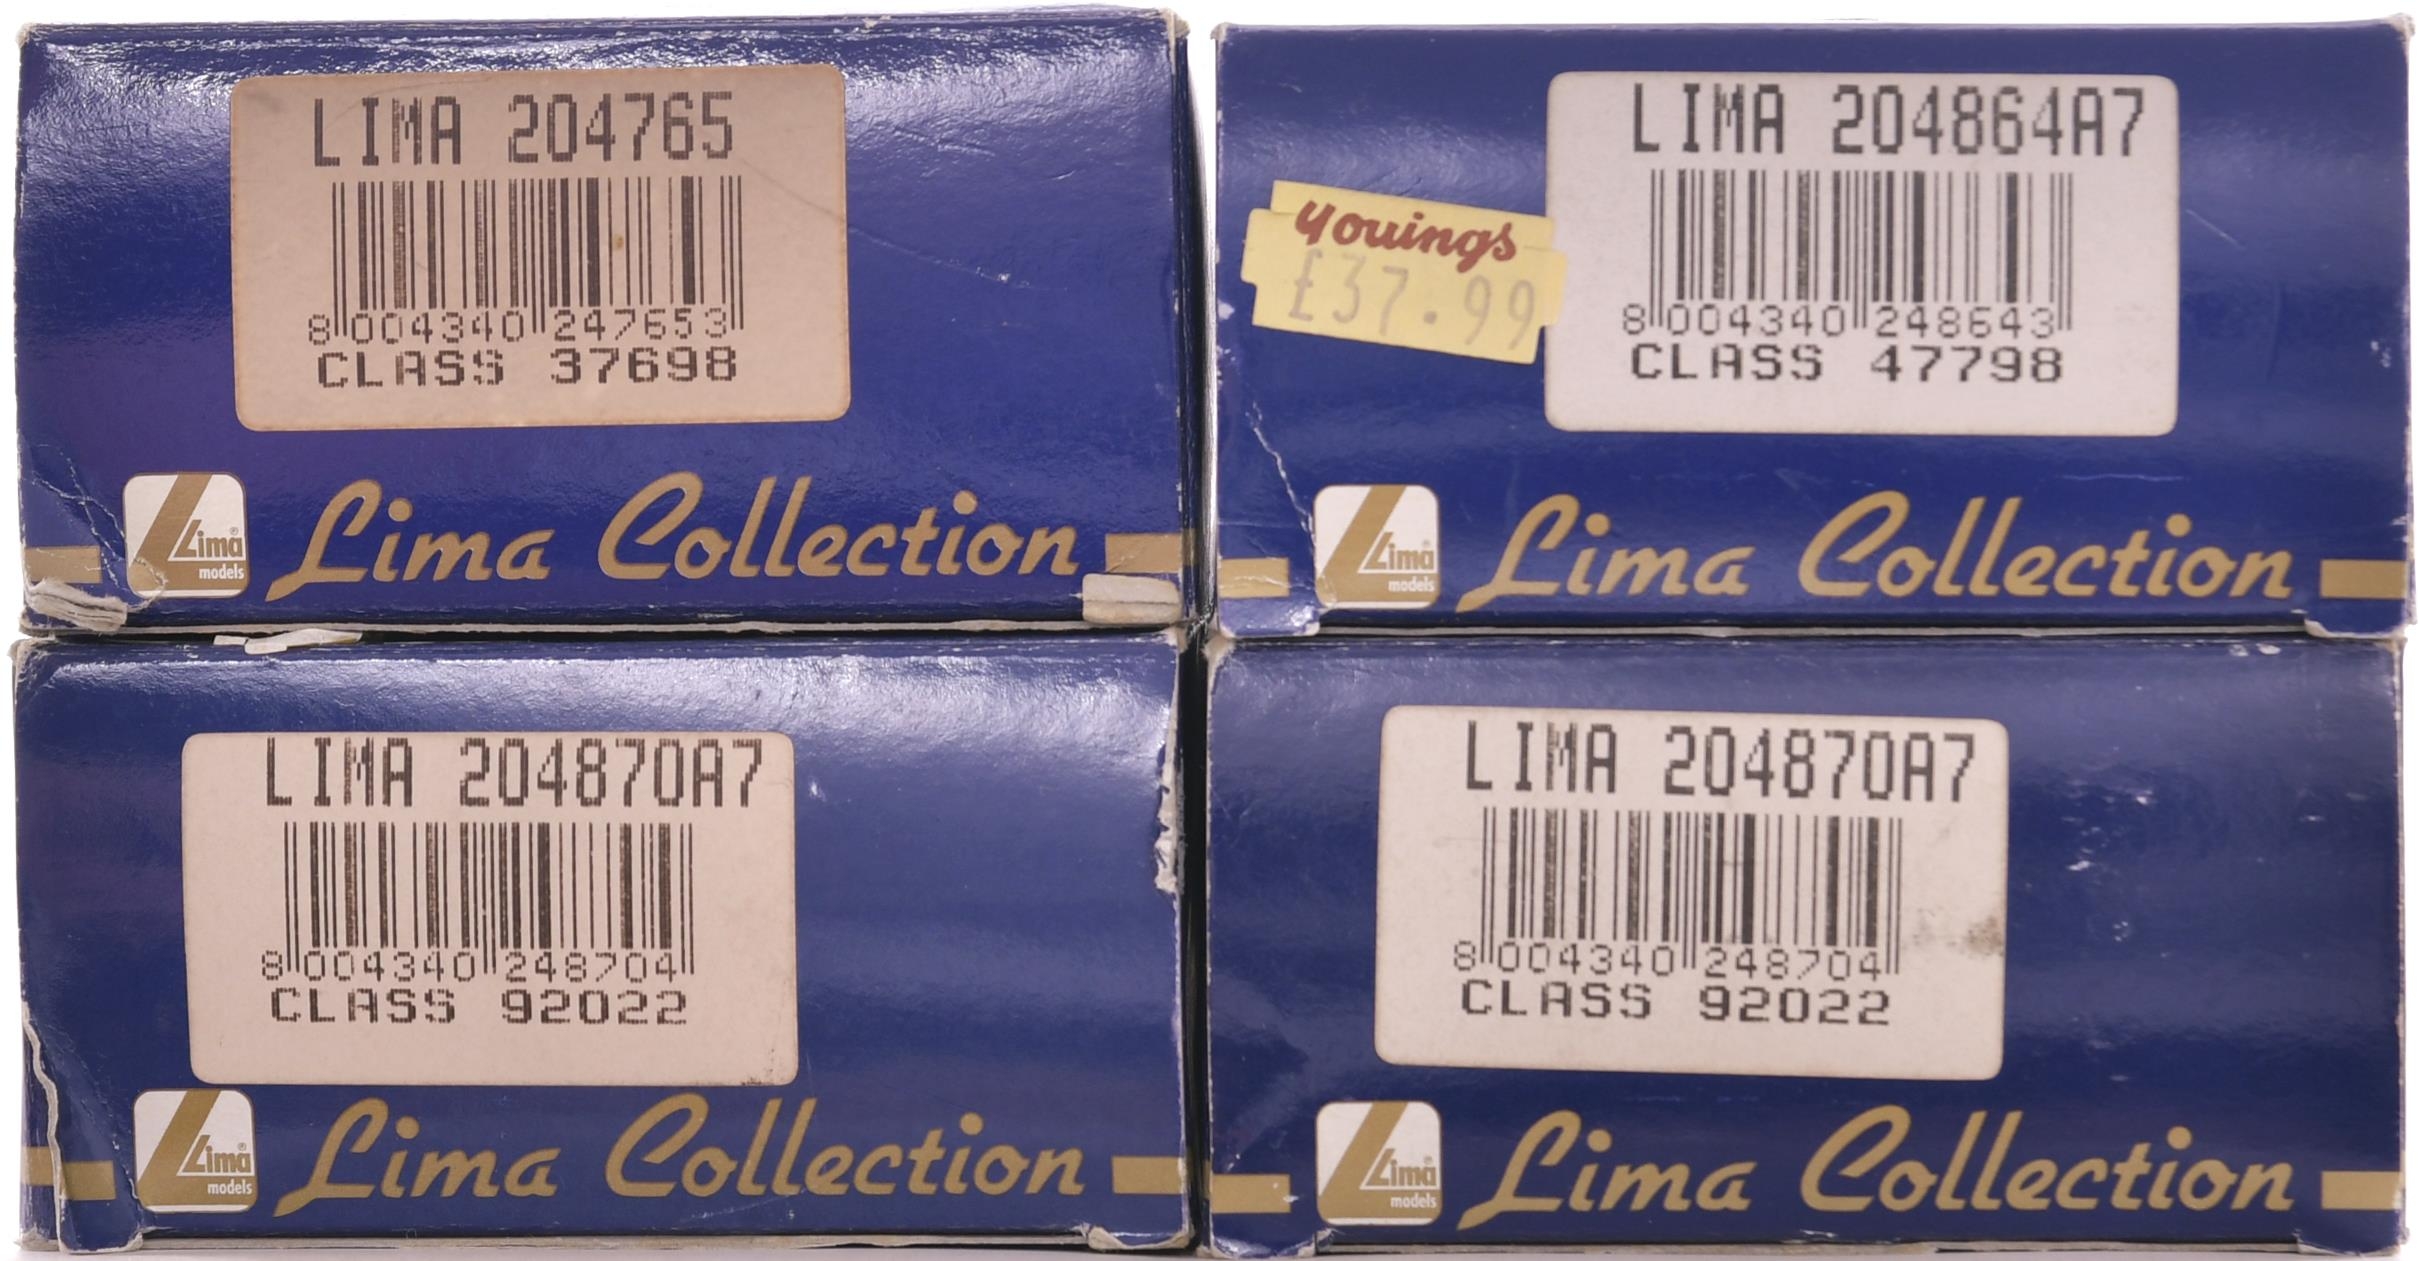 LIMA 204765
8 004340 247653
CLASS 37698
Lima®
models
Lima Collection
LIMA 204864A7
youings
£37.99
8 004340 248643
CLASS 47798
Lima®
models
Lima Collection
LIMA 204870A7
8 004340 248704
CLASS 92022
Lima®
models
Lima Collection
LIMA 204870A7
8 004340 248704
CLASS 92022
Lima®
models
Lima Collection